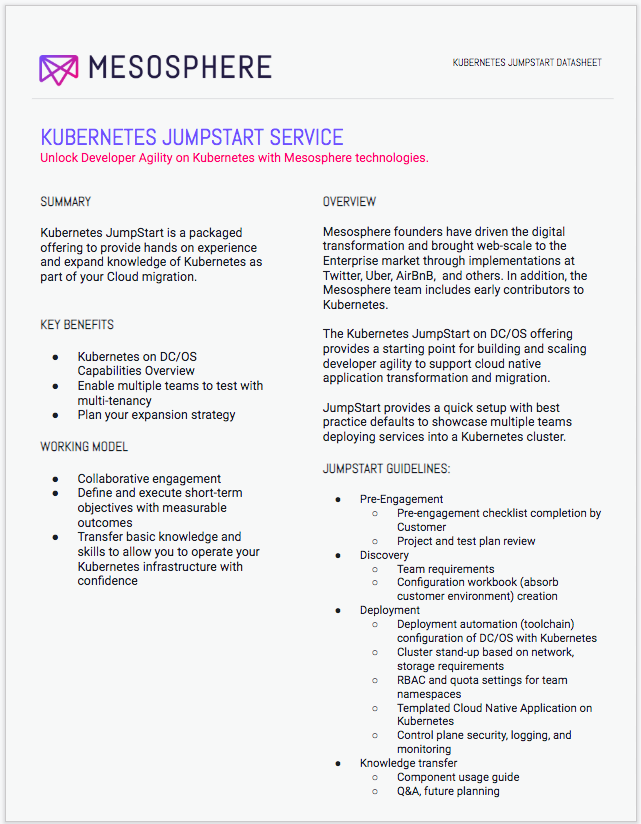 MESOSPHERE
KUBERNETES JUMPSTART DATASHEET
KUBERNETES JUMPSTART SERVICE
Unlock Developer Agility on Kubernetes with Mesosphere technologies.
SUMMARY
Kubernetes JumpStart is a packaged
offering to provide hands on experience
and expand knowledge of Kubernetes as
part of your Cloud migration.
KEY BENEFITS
● Kubernetes on DC/OS
Capabilities Overview
● Enable multiple teams to test with
multi-tenancy
● Plan your expansion strategy
WORKING MODEL
● Collaborative engagement
● Define and execute short-term
objectives with measurable
outcomes
● Transfer basic knowledge and
skills to allow you to operate your
Kubernetes infrastructure with
confidence
OVERVIEW
Mesosphere founders have driven the digital
transformation and brought web-scale to the
Enterprise market through implementations at
Twitter, Uber, AirBnB, and others. In addition, the
Mesosphere team includes early contributors to
Kubernetes.
The Kubernetes JumpStart on DC/OS offering
provides a starting point for building and scaling
developer agility to support cloud native
application transformation and migration.
JumpStart provides a quick setup with best
practice defaults to showcase multiple teams
deploying services into a Kubernetes cluster.
JUMPSTART GUIDELINES:
● Pre-Engagement
○ Pre-engagement checklist completion by
Customer
○ Project and test plan review
● Discovery
○ Team requirements
○ Configuration workbook (absorb
customer environment) creation
● Deployment
○ Deployment automation (toolchain)
configuration of DC/OS with Kubernetes
○ Cluster stand-up based on network,
storage requirements
○ RBAC and quota settings for team
namespaces
○ Templated Cloud Native Application on
Kubernetes
○ Control plane security, logging, and
monitoring
● Knowledge transfer
○ Component usage guide
○ Q&A, future planning